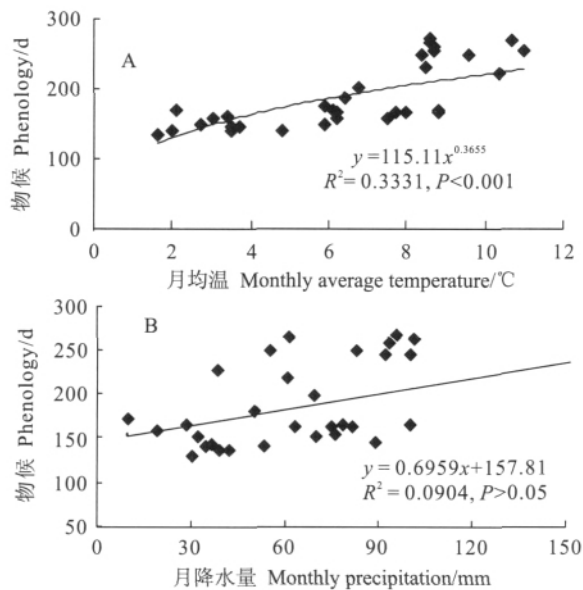 A
300
200
100
0
物候 Phenology/d
y=115.11x^0.3655
R²= 0.3331, P<0.001
0 2 4 6 8 10 12
月均温 Monthly average temperature/℃
B
300
250
200
150
100
50
物候 Phenology/d
y = 0.6959x+157.81
R² = 0.0904, P>0.05
0 30 60 90 120 150
月降水量 Monthly precipitation/mm